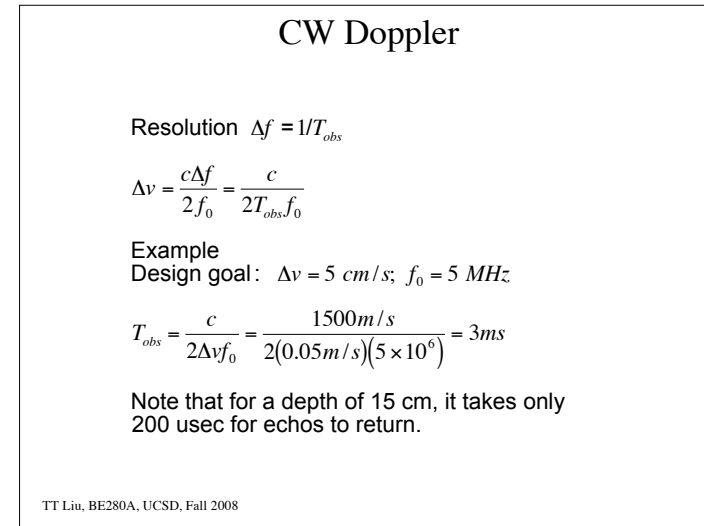 CW Doppler
Resolution Δf = 1/T_obs
Δv = cΔf / 2f_0 = c / 2T_obs f_0
Example
Design goal: Δv = 5 cm/s; f_0 = 5 MHz
T_obs = c / 2Δvf_0 = 1500m/s / 2(0.05m/s)(5×10^6) = 3ms
Note that for a depth of 15 cm, it takes only
200 usec for echos to return.
TT Liu, BE280A, UCSD, Fall 2008